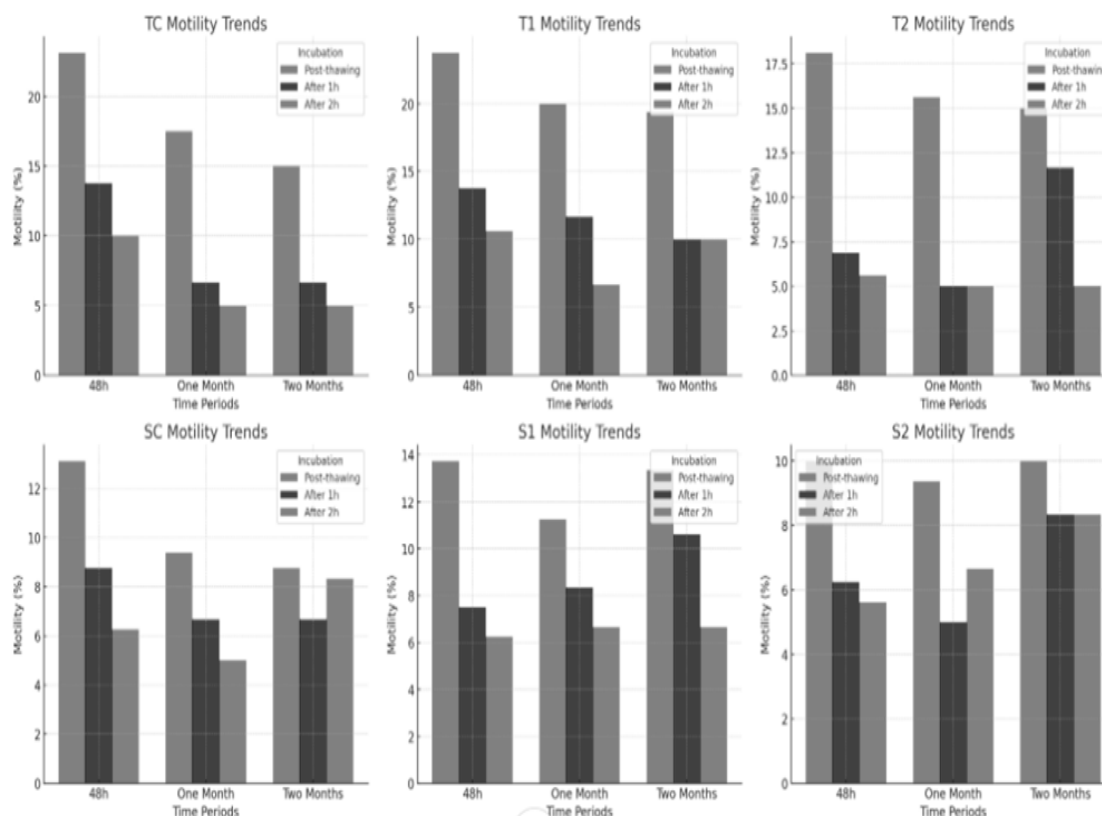 TC Motility Trends
Motility (%)
20
15
10
5
0
Incubation
Post-thawing
After 1h
After 2h
48h
One Month
Two Months
Time Periods
T1 Motility Trends
Motility (%)
20
15
10
5
0
Incubation
Post-thawing
After 1h
After 2h
48h
One Month
Two Months
Time Periods
T2 Motility Trends
Motility (%)
17.5
15.0
12.5
10.0
7.5
5.0
2.5
0.0
Incubation
Post-thawing
After 1h
After 2h
48h
One Month
Two Months
Time Periods
SC Motility Trends
Motility (%)
12
10
8
6
4
2
0
Incubation
Post-thawing
After 1h
After 2h
48h
One Month
Two Months
Time Periods
S1 Motility Trends
Motility (%)
14
12
10
8
6
4
2
0
Incubation
Post-thawing
After 1h
After 2h
48h
One Month
Two Months
Time Periods
S2 Motility Trends
Motility (%)
10
8
6
4
2
0
Incubation
Post-thawing
After 1h
After 2h
48h
One Month
Two Months
Time Periods